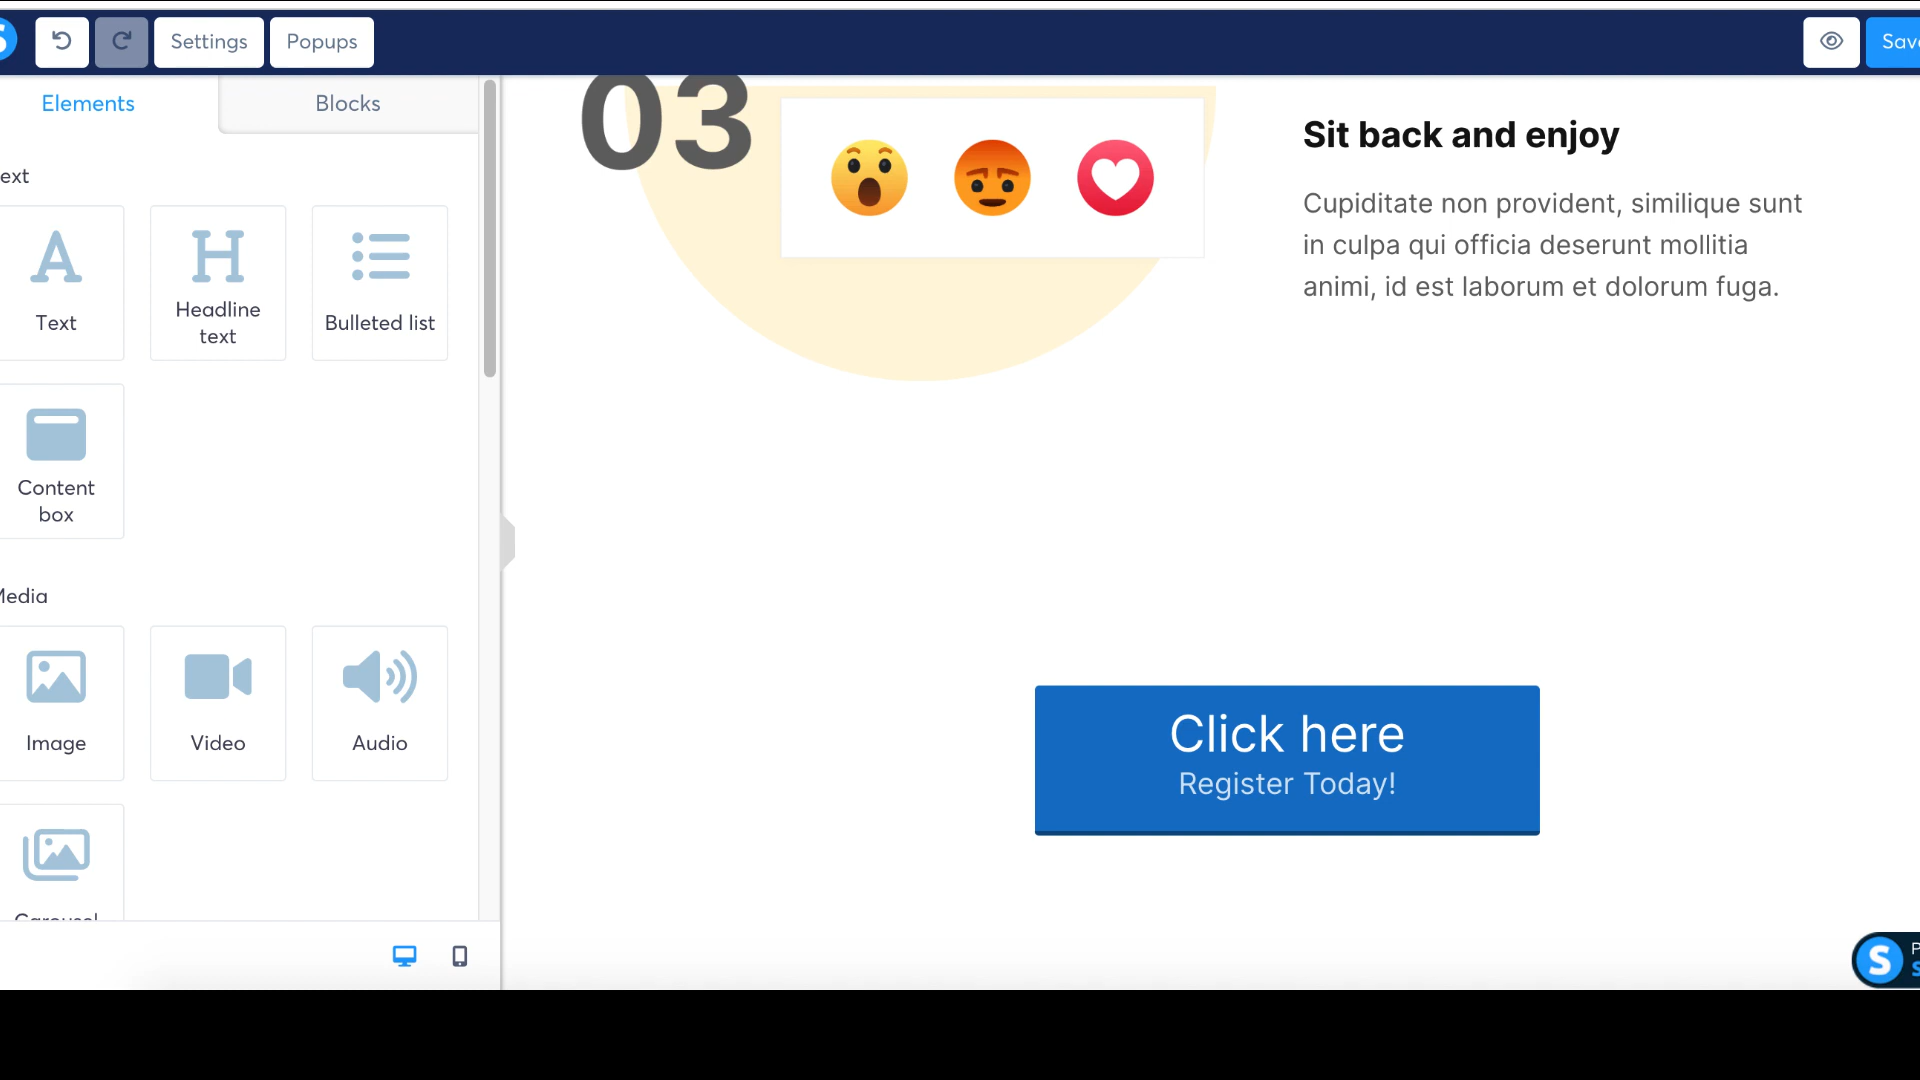 Settings
Popups
Elements
Blocks
Text
Headline
text
Bulleted list
Content
box
Image
Video
Audio
03
Sit back and enjoy
Cupiditate non provident, similique sunt
in culpa qui officia deserunt mollitia
animi, id est laborum et dolorum fuga.
Click here
Register Today!
S